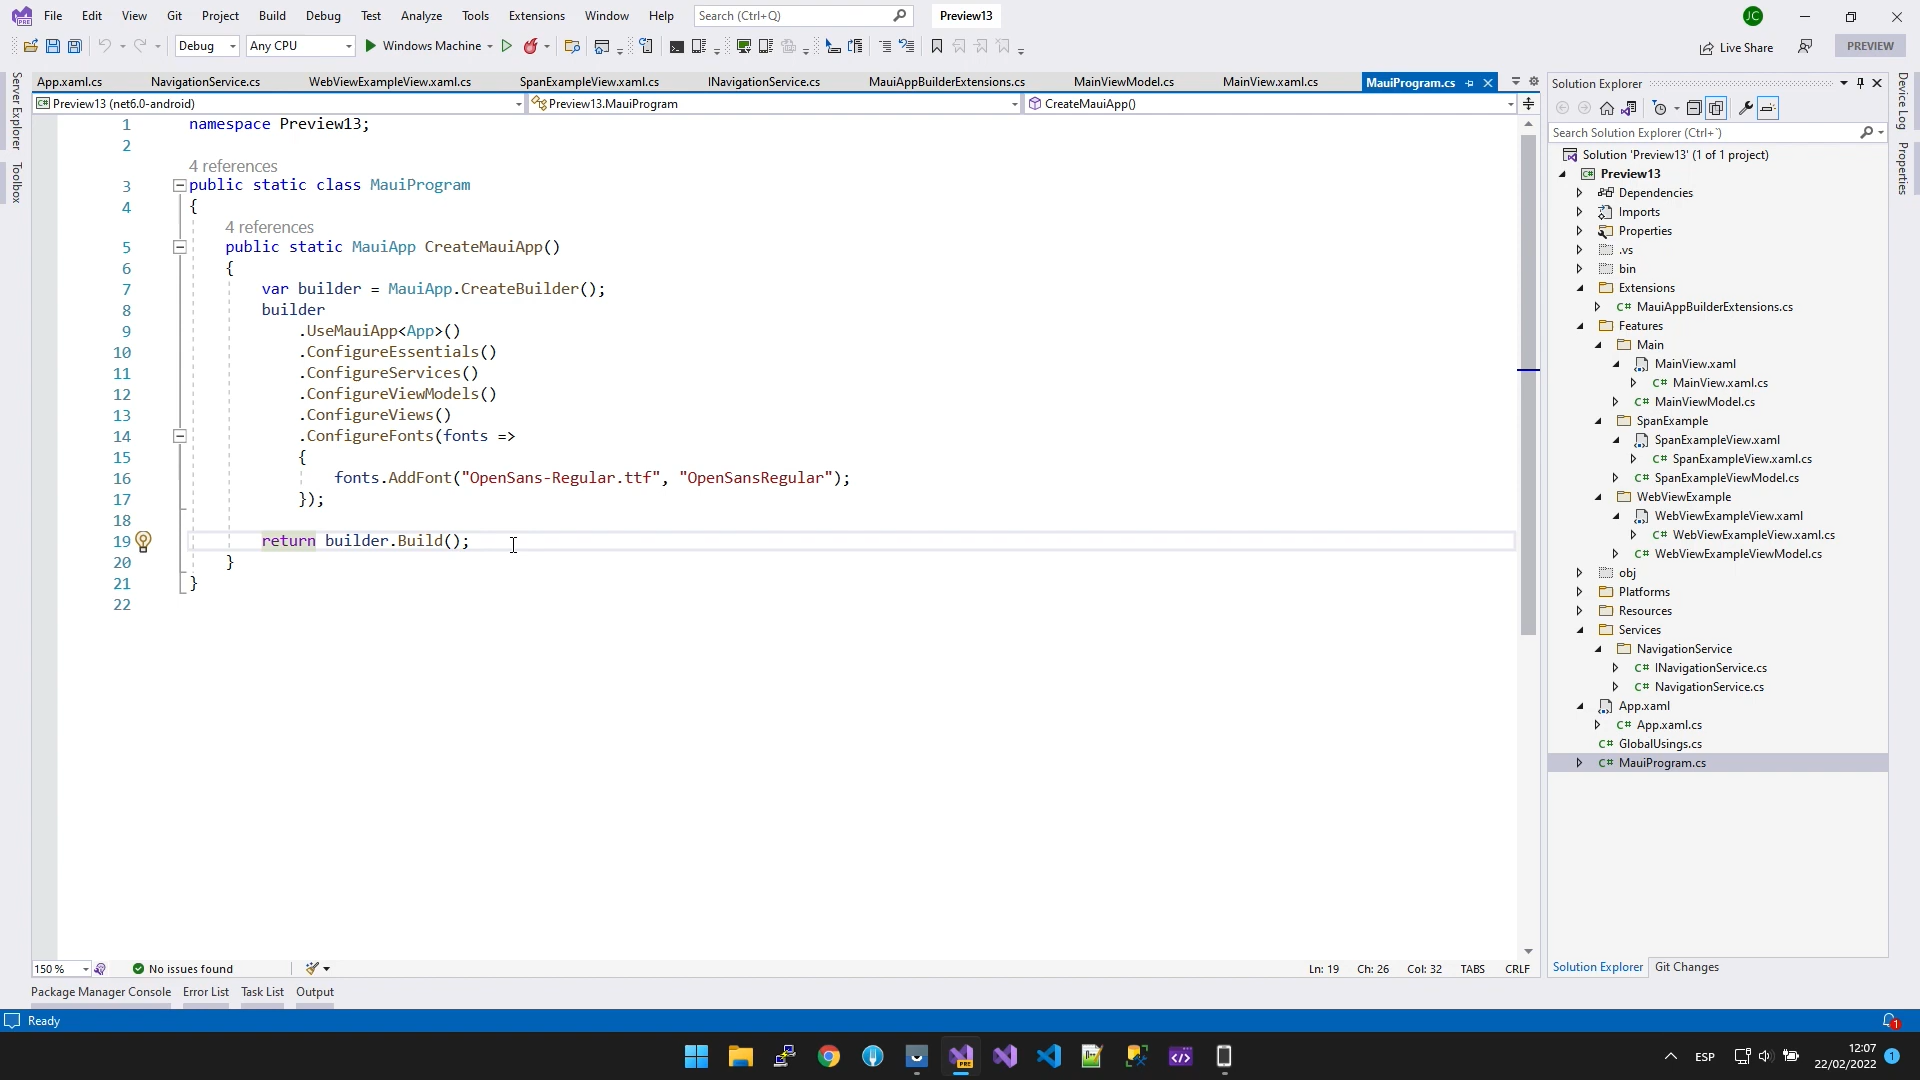 File Edit View Git Project Build Debug Test Analyze Tools Extensions Window Help Search (Ctrl+Q) Preview13 JC
Debug Any CPU Windows Machine Live Share PREVIEW
App.xaml.cs NavigationService.cs WebViewExampleView.xaml.cs SpanExampleView.xaml.cs INavigationService.cs MauiAppBuilderExtensions.cs MainViewModel.cs MainView.xaml.cs MauiProgram.cs
Preview13 (net6.0-android) Preview13.MauiProgram CreateMauiApp()
Server Explorer
Toolbox
1 namespace Preview13;
2
4 references
3 public static class MauiProgram
4 {
4 references
5 public static MauiApp CreateMauiApp()
6 {
7 var builder = MauiApp.CreateBuilder();
8 builder
9 .UseMauiApp<App>()
10 .ConfigureEssentials()
11 .ConfigureServices()
12 .ConfigureViewModels()
13 .ConfigureViews()
14 .ConfigureFonts(fonts =>
15 {
16 fonts.AddFont("OpenSans-Regular.ttf", "OpenSansRegular");
17 });
18
19 return builder.Build();
20 }
21 }
22
150 % No issues found Ln: 19 Ch: 26 Col: 32 TABS CRLF
Solution Explorer
Search Solution Explorer (Ctrl+`)
Solution 'Preview13' (1 of 1 project)
Preview13
Dependencies
Imports
Properties
.vs
bin
Extensions
C# MauiAppBuilderExtensions.cs
Features
Main
MainView.xaml
C# MainView.xaml.cs
C# MainViewModel.cs
SpanExample
SpanExampleView.xaml
C# SpanExampleView.xaml.cs
C# SpanExampleViewModel.cs
WebViewExample
WebViewExampleView.xaml
C# WebViewExampleView.xaml.cs
C# WebViewExampleViewModel.cs
obj
Platforms
Resources
Services
NavigationService
C# INavigationService.cs
C# NavigationService.cs
App.xaml
C# App.xaml.cs
C# GlobalUsings.cs
C# MauiProgram.cs
Solution Explorer Git Changes
Device Log
Properties
Package Manager Console Error List Task List Output
Ready 1
PRE
ESP 12:07
22/02/2022 1